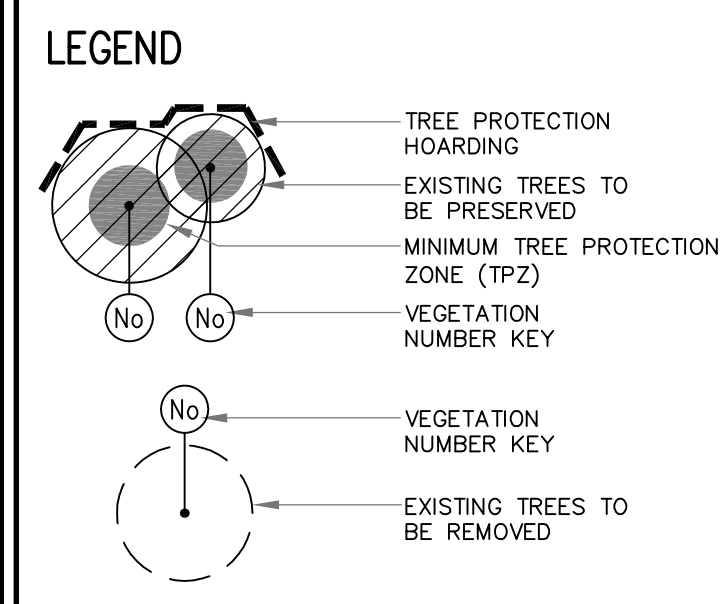 LEGEND
TREE PROTECTION
HOARDING
EXISTING TREES TO
BE PRESERVED
MINIMUM TREE PROTECTION
ZONE (TPZ)
No No
VEGETATION
NUMBER KEY
No
VEGETATION
NUMBER KEY
EXISTING TREES TO
BE REMOVED